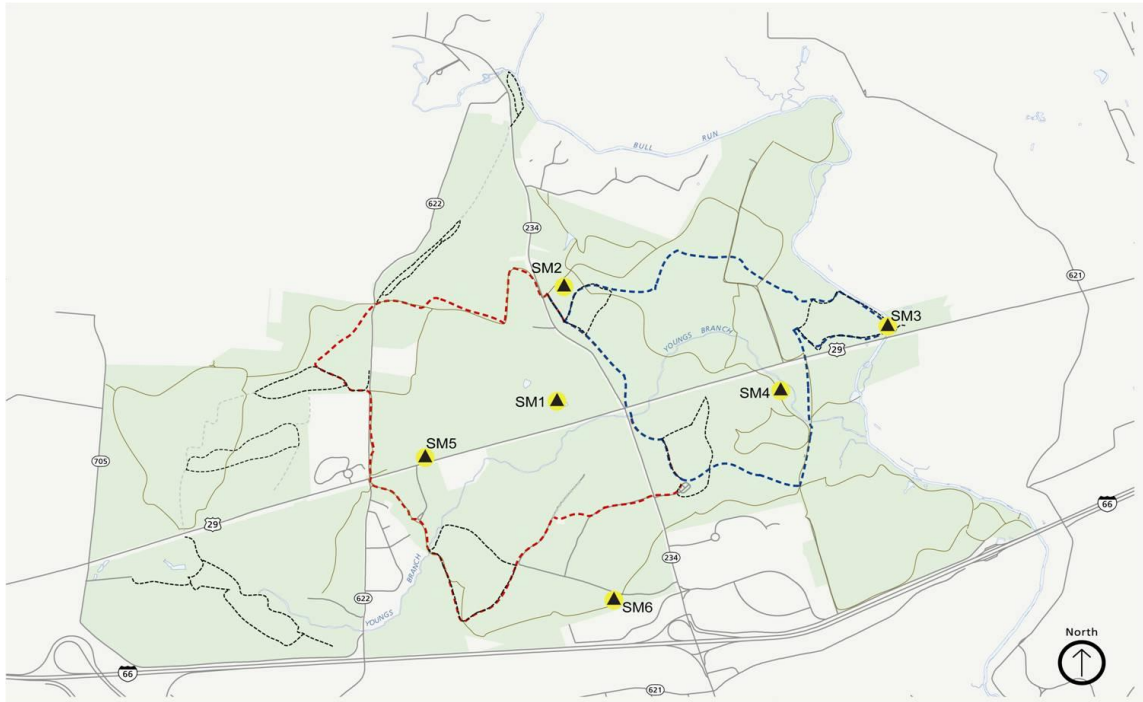 BULL RUN
622
234
SM2
621
SM3
YOUNGS BRANCH
29
SM4
SM1
SM5
705
66
29
234
YOUNGS BRANCH
622
SM6
North
66
621